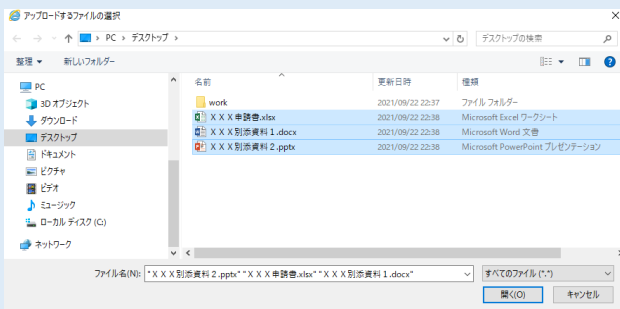 アップロードするファイルの選択
PC › デスクトップ ›
デスクトップの検索
整理 新しいフォルダー
名前 更新日時 種類
PC
3D オブジェクト
ダウンロード
デスクトップ
ドキュメント
ピクチャ
ビデオ
ミュージック
ローカル ディスク (C:)
ネットワーク
work 2021/09/22 22:37 ファイル フォルダー
ＸＸＸ申請書.xlsx 2021/09/22 22:38 Microsoft Excel ワークシート
ＸＸＸ別添資料１.docx 2021/09/22 22:38 Microsoft Word 文書
ＸＸＸ別添資料２.pptx 2021/09/22 22:38 Microsoft PowerPoint プレゼンテーション
ファイル名(N): "ＸＸＸ別添資料２.pptx" "ＸＸＸ申請書.xlsx" "ＸＸＸ別添資料１.docx"
すべてのファイル (*.*)
開く(O) キャンセル